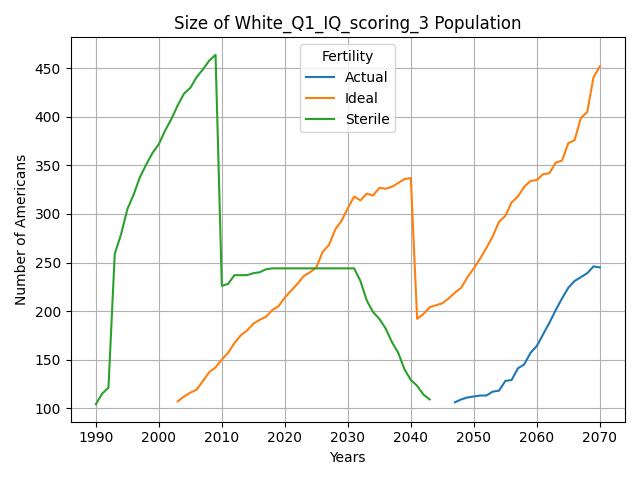 Size of White_Q1_IQ_scoring_3 Population
Fertility
Actual
Ideal
Sterile
Number of Americans
450
400
350
300
250
200
150
100
1990 2000 2010 2020 2030 2040 2050 2060 2070
Years